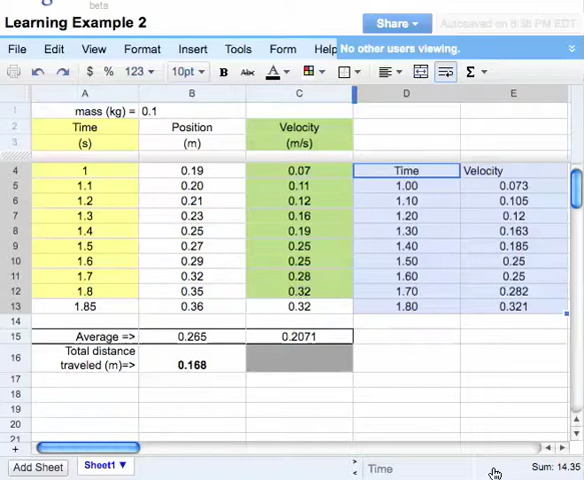 beta
Learning Example 2
Share
Autosaved on 8:38 PM EDT
File Edit View Format Insert Tools Form Help
No other users viewing.
$ % 123 10pt B Abc A Σ
A B C D E
1 mass (kg) = 0.1
2 Time Position Velocity
3 (s) (m) (m/s)
4 1 0.19 0.07 Time Velocity
5 1.1 0.20 0.11 1.00 0.073
6 1.2 0.21 0.12 1.10 0.105
7 1.3 0.23 0.16 1.20 0.12
8 1.4 0.25 0.19 1.30 0.163
9 1.5 0.27 0.25 1.40 0.185
10 1.6 0.29 0.25 1.50 0.25
11 1.7 0.32 0.28 1.60 0.25
12 1.8 0.35 0.32 1.70 0.282
13 1.85 0.36 0.32 1.80 0.321
14
15 Average => 0.265 0.2071
16 Total distance
traveled (m)=> 0.168
17
18
19
20
21
+
Add Sheet Sheet1 Time Sum: 14.35